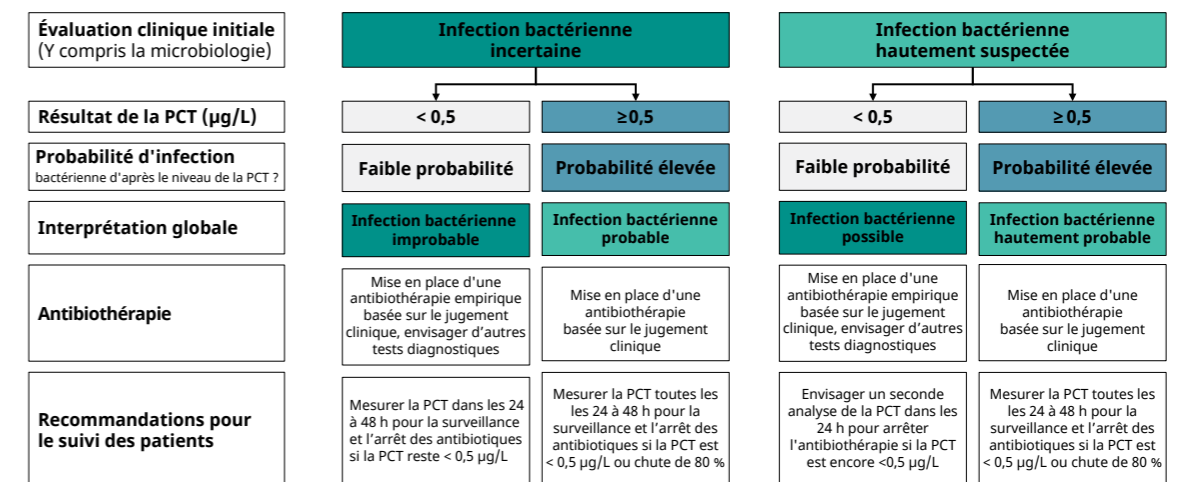 Évaluation clinique initiale
(Y compris la microbiologie)
Infection bactérienne
incertaine
Infection bactérienne
hautement suspectée
Résultat de la PCT (µg/L)
< 0,5
≥0,5
< 0,5
≥ 0,5
Probabilité d'infection
bactérienne d'après le niveau de la PCT ?
Faible probabilité
Probabilité élevée
Faible probabilité
Probabilité élevée
Interprétation globale
Infection bactérienne
improbable
Infection bactérienne
probable
Infection bactérienne
possible
Infection bactérienne
hautement probable
Antibiothérapie
Mise en place d'une
antibiothérapie empirique
basée sur le jugement
clinique, envisager d'autres
tests diagnostiques
Mise en place d'une
antibiothérapie
basée sur le jugement
clinique
Mise en place d'une
antibiothérapie empirique
basée sur le jugement
clinique, envisager d'autres
tests diagnostiques
Mise en place d'une
antibiothérapie
basée sur le jugement
clinique
Recommandations pour
le suivi des patients
Mesurer la PCT dans les 24
à 48 h pour la surveillance
et l'arrêt des antibiotiques
si la PCT reste < 0,5 µg/L
Mesurer la PCT toutes les
les 24 à 48 h pour la
surveillance et l'arrêt des
antibiotiques si la PCT est
< 0,5 µg/L ou chute de 80 %
Envisager un seconde
analyse de la PCT dans les
24 h pour arrêter
l'antibiothérapie si la PCT
est encore <0,5 µg/L
Mesurer la PCT toutes les
les 24 à 48 h pour la
surveillance et l'arrêt des
antibiotiques si la PCT est
< 0,5 µg/L ou chute de 80 %